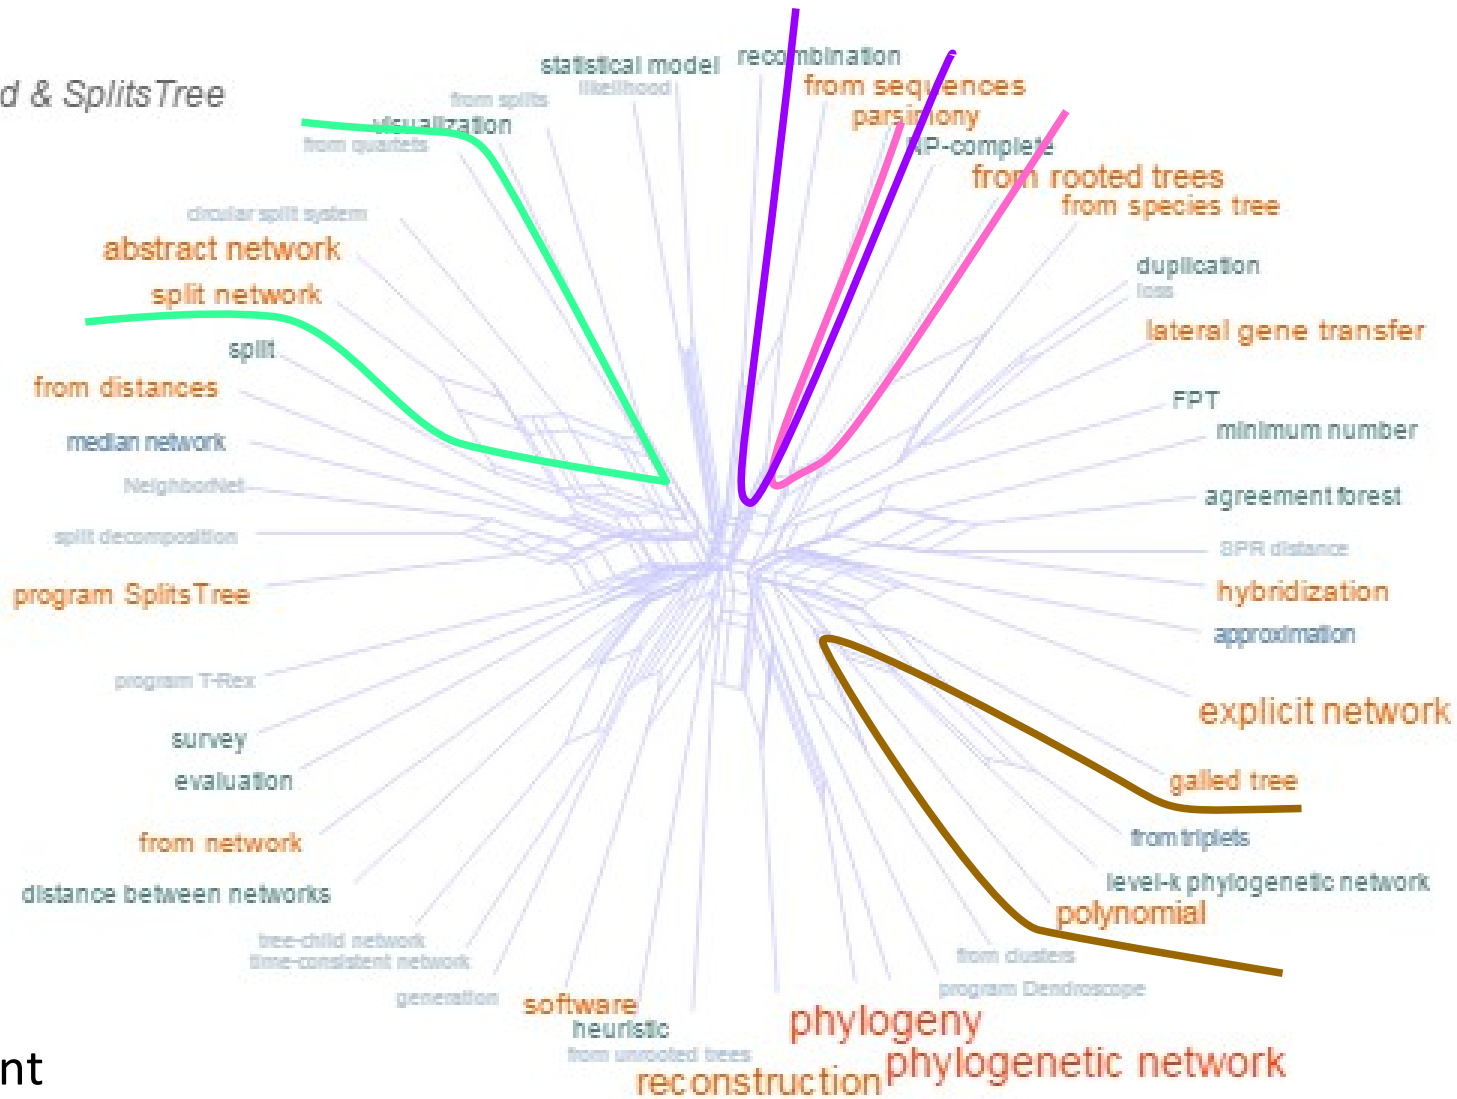 d & SplitsTree
statistical model
recombination
likelihood
from sequences
from splits
parsimony
visualization
from quartets
NP-complete
from rooted trees
from species tree
circular split system
abstract network
split network
duplication
loss
lateral gene transfer
split
from distances
FPT
minimum number
median network
NeighborNet
agreement forest
split decomposition
SPR distance
program SplitsTree
hybridization
approximation
program T-Rex
explicit network
survey
evaluation
galled tree
from network
from triplets
distance between networks
level-k phylogenetic network
polynomial
tree-child network
time-consistent network
from clusters
generation
program Dendroscope
software
heuristic
phylogeny
from unrooted trees
phylogenetic network
reconstruction
nt